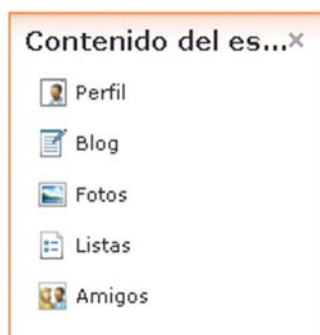 Contenido del es...×
Perfil
Blog
Fotos
Listas
Amigos